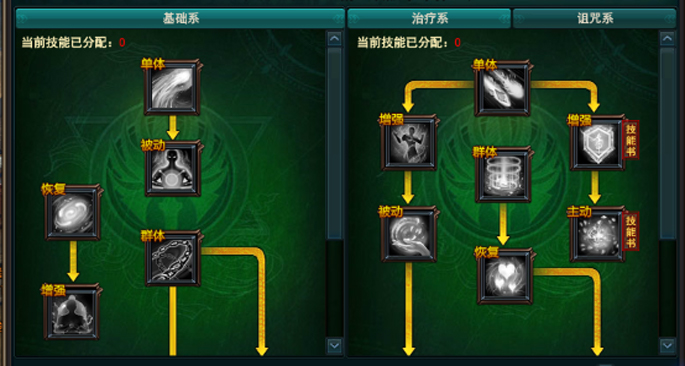 基础系
治疗系
诅咒系
当前技能已分配：0
单体
被动
恢复
群体
增强
当前技能已分配：0
单体
增强
增强
技能书
群体
被动
主动
技能书
恢复